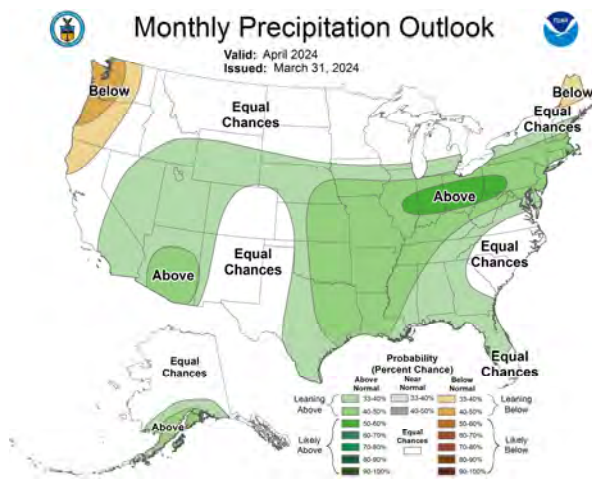 Monthly Precipitation Outlook
Valid: April 2024
Issued: March 31, 2024
Below
Equal
Chances
Below
Equal
Chances
Above
Above
Equal
Chances
Equal
Chances
Equal
Chances
Equal
Chances
Above
Probability
(Percent Chance)
Above
Normal
Near
Normal
Below
Normal
Leaning
Above
33-40%
33-40%
33-40%
Leaning
Below
40-50%
40-50%
40-50%
Likely
Above
50-60%
Equal
Chances
50-60%
Likely
Below
60-70%
60-70%
70-80%
70-80%
80-90%
80-90%
90-100%
90-100%